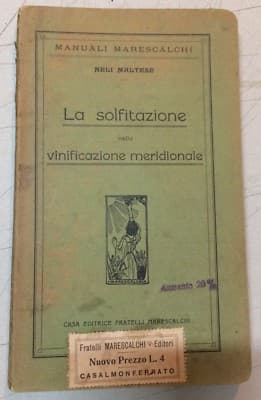 MANUALI MARESCALCHI
NELI MALTESE
La solfitazione
nella
vinificazione meridionale
MARESCALCHI
Aumento 20 %
CASA EDITRICE FRATELLI MARESCALCHI
Fratelli MARESCALCHI - Editori
Nuovo Prezzo L. 4
CASALMONFERRATO